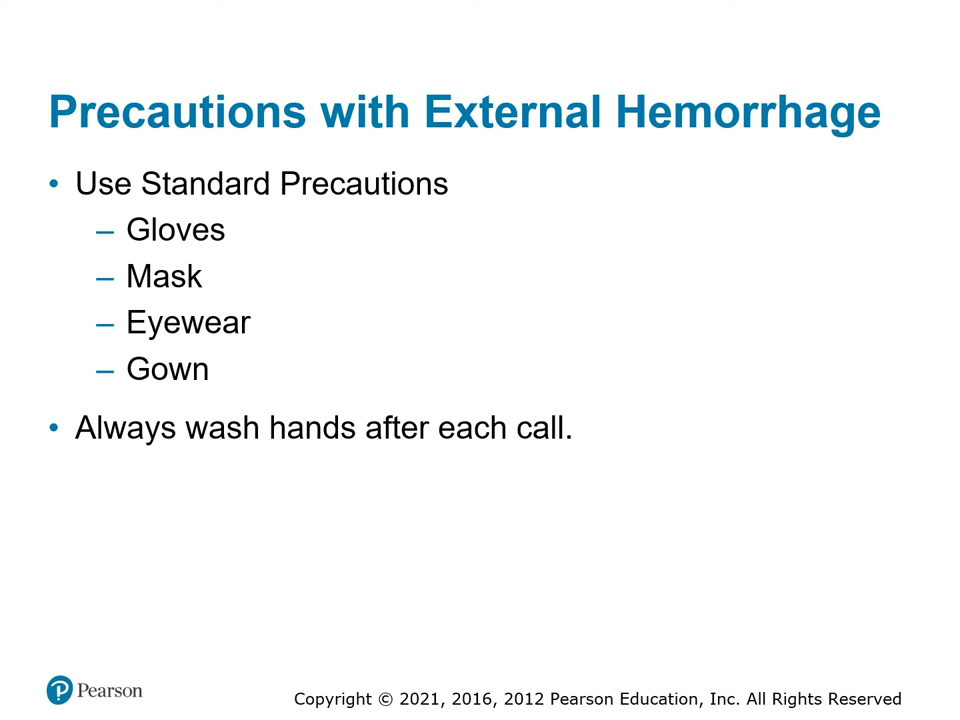 Precautions with External Hemorrhage
• Use Standard Precautions
– Gloves
– Mask
– Eyewear
– Gown
• Always wash hands after each call.
Pearson
Copyright © 2021, 2016, 2012 Pearson Education, Inc. All Rights Reserved